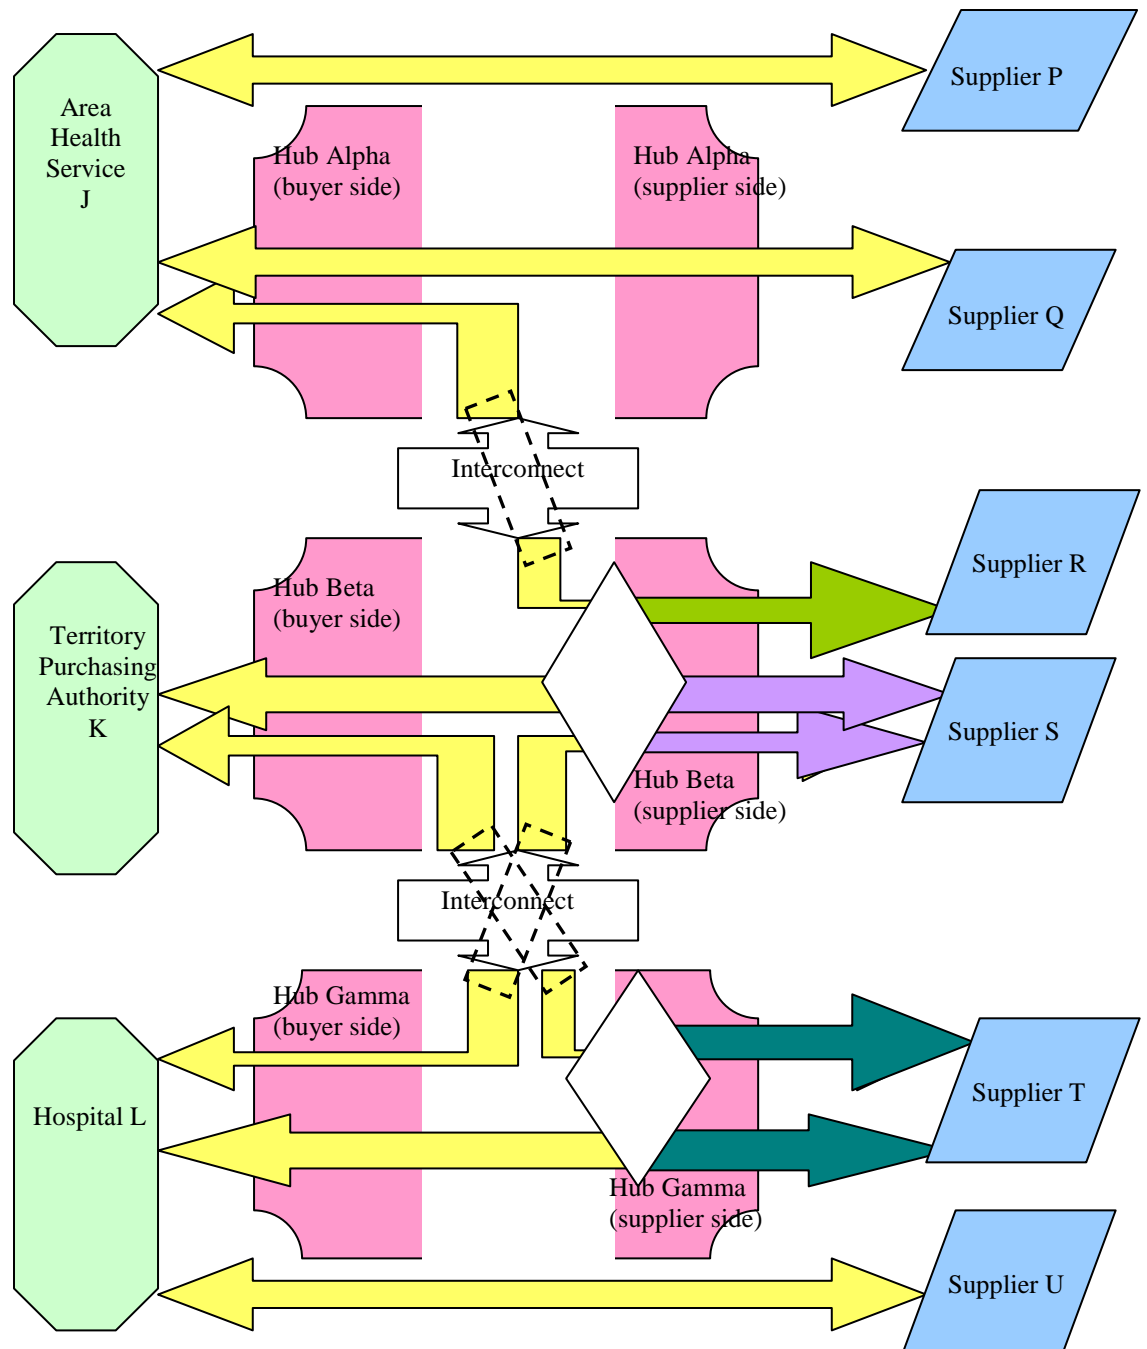 Supplier P
Area
Health
Service
J
Hub Alpha
(buyer side)
Hub Alpha
(supplier side)
Supplier Q
Interconnect
Supplier R
Hub Beta
(buyer side)
Territory
Purchasing
Authority
K
Supplier S
Hub Beta
(supplier side)
Interconnect
Hub Gamma
(buyer side)
Supplier T
Hospital L
Hub Gamma
(supplier side)
Supplier U